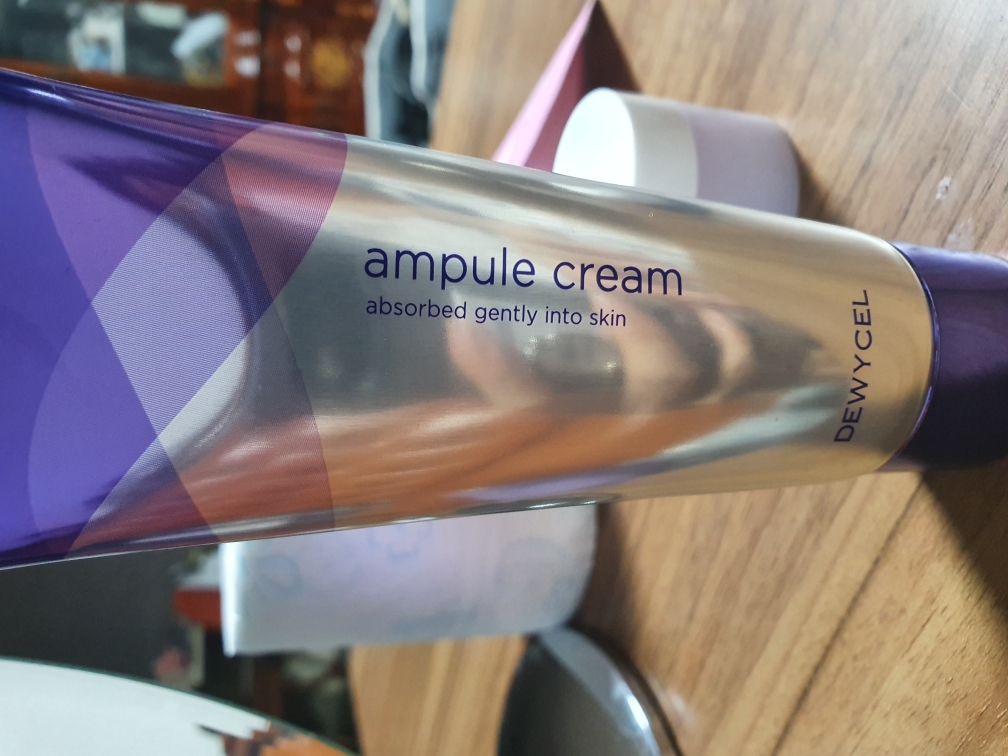 ampule cream
absorbed gently into skin
DEWYCEL